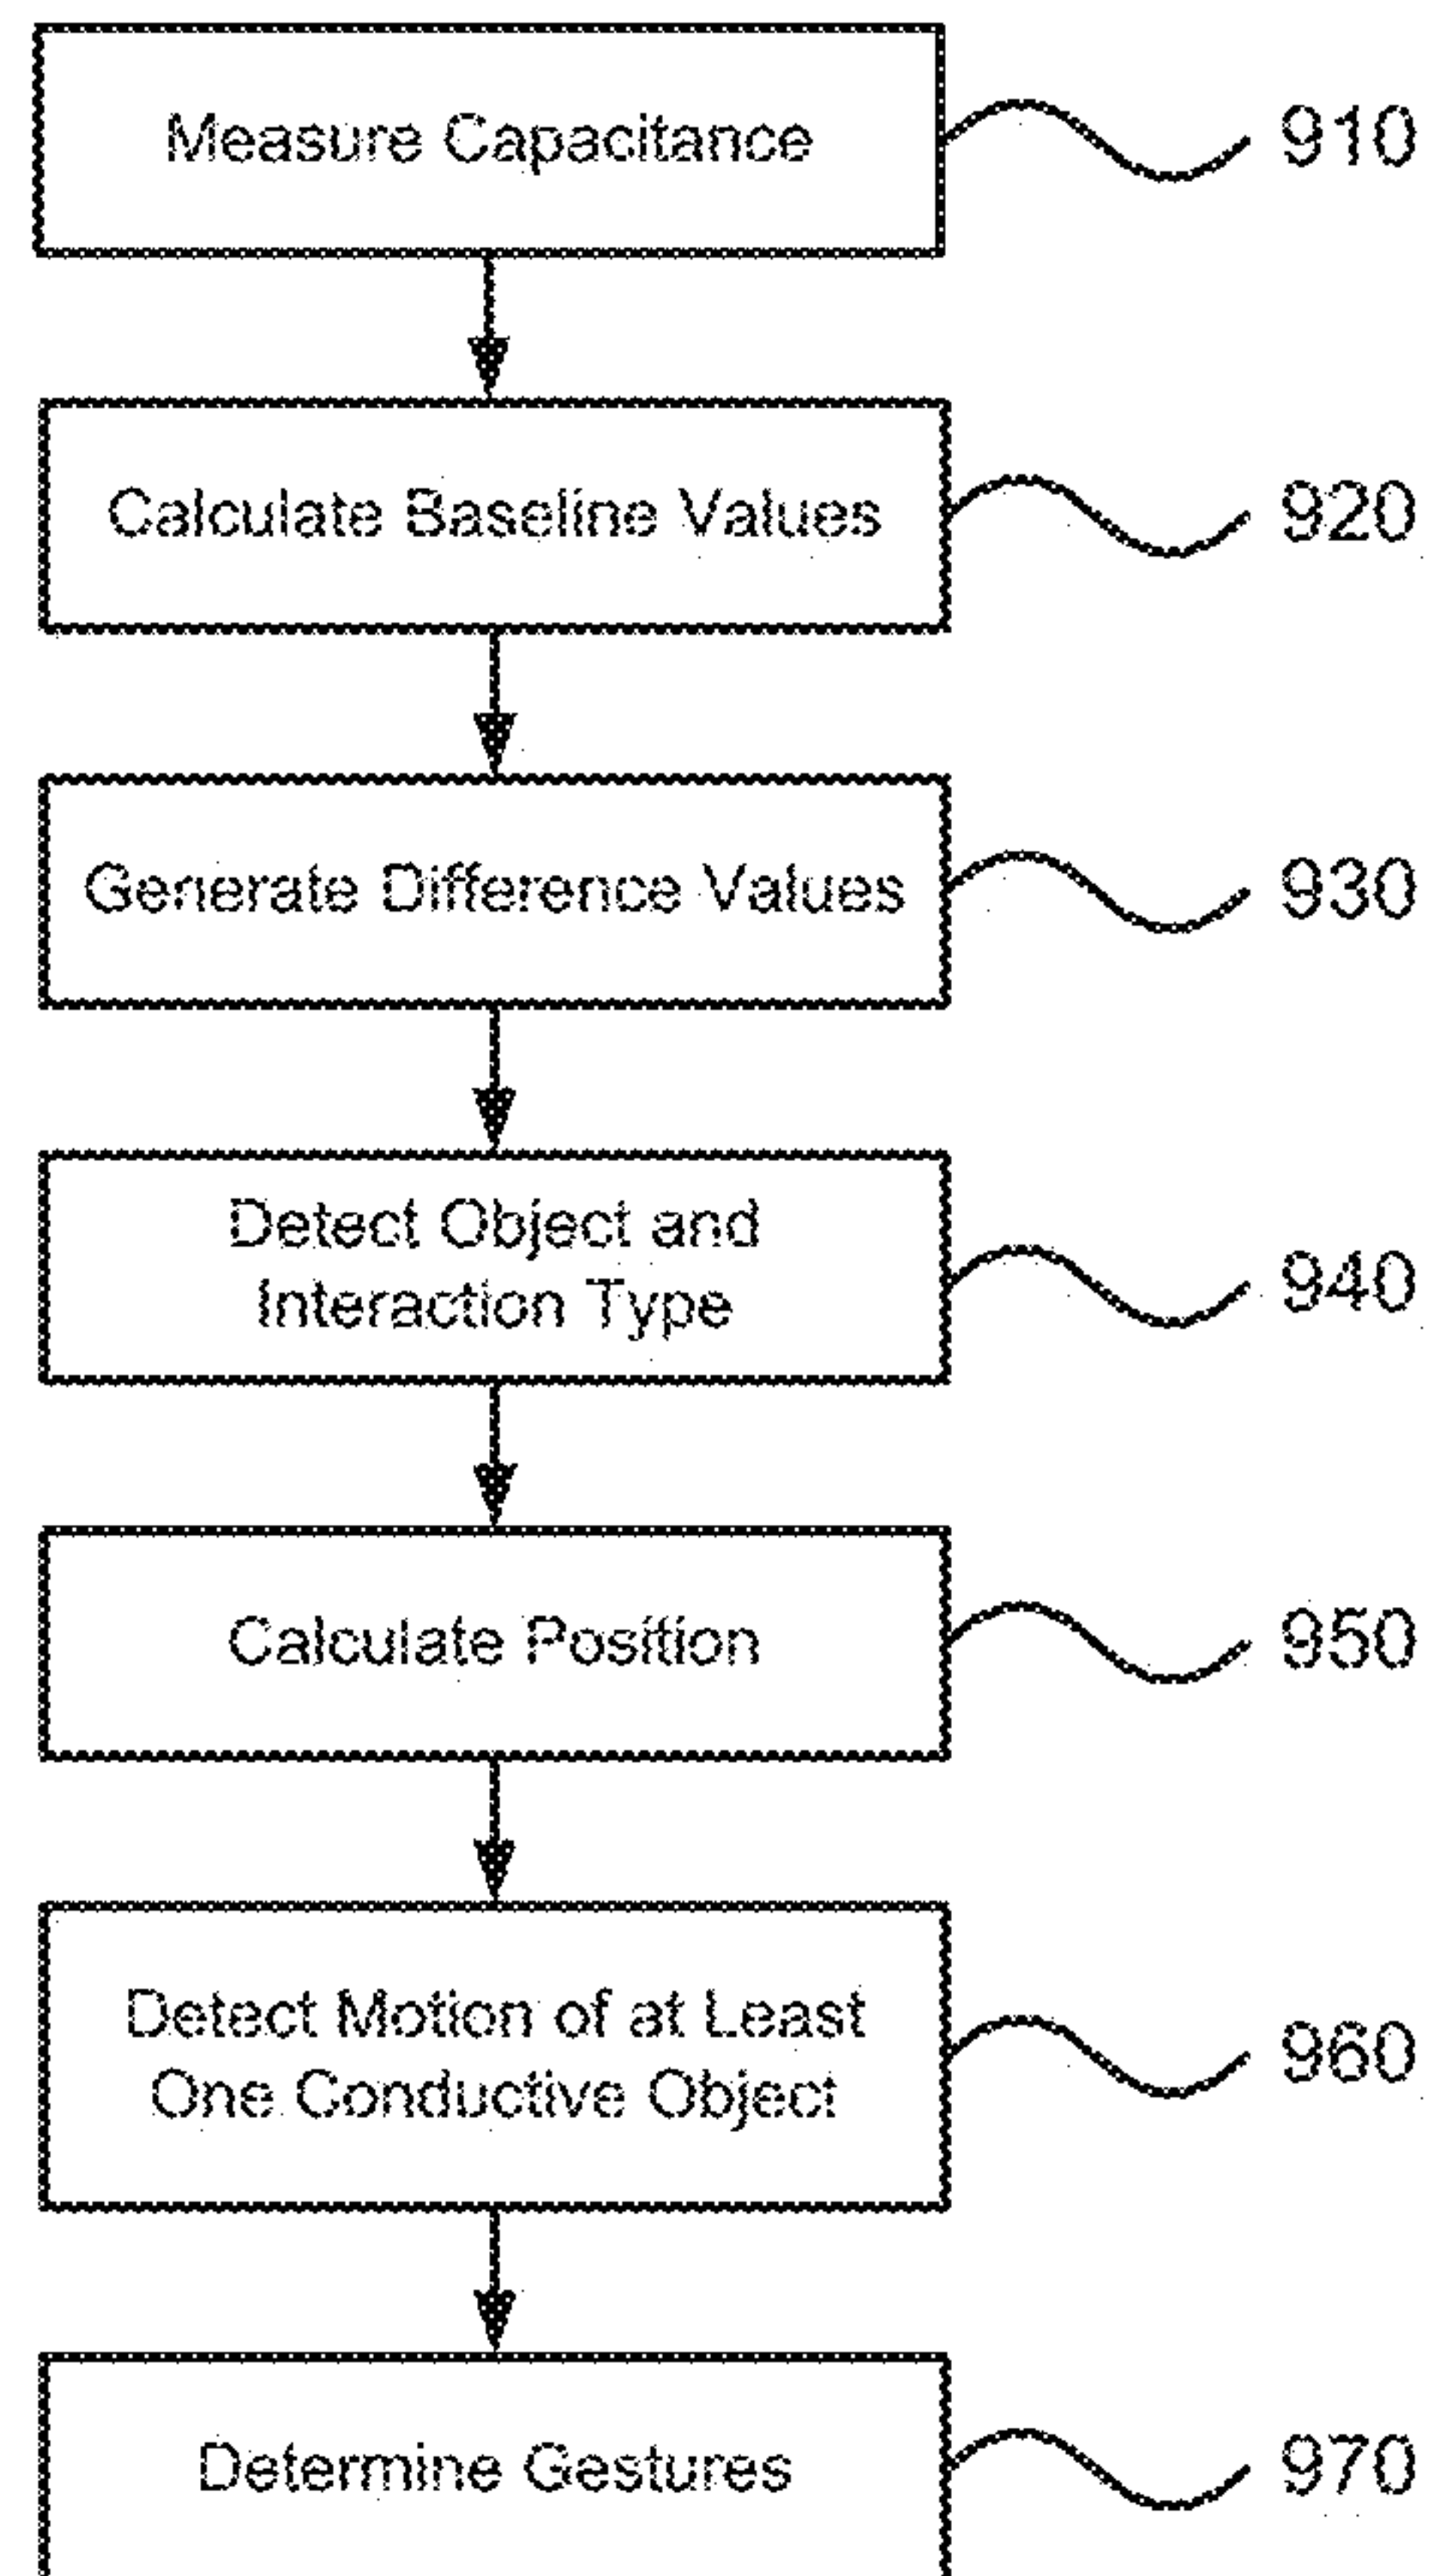 Measure Capacitance
910
Calculate Baseline Values
920
Generate Difference Values
930
Detect Object and
Interaction Type
940
Calculate Position
950
Detect Motion of at Least
One Conductive Object
960
Determine Gestures
970